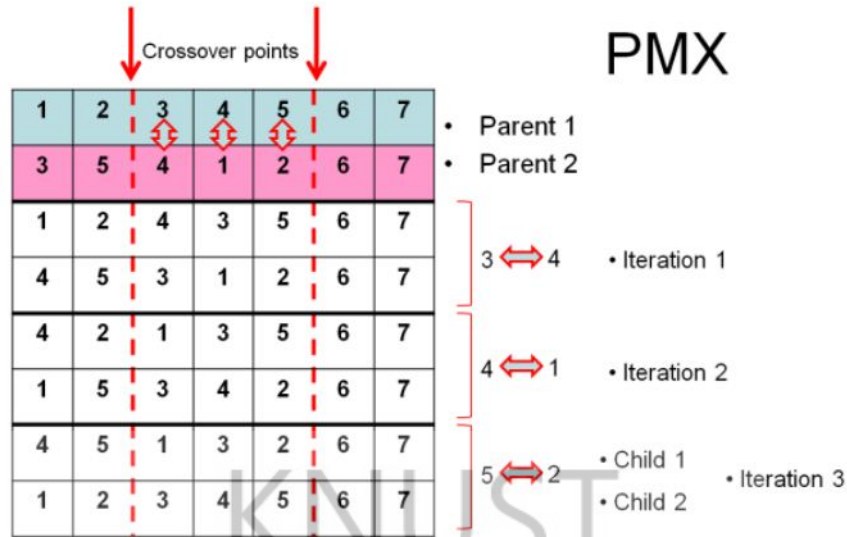 Crossover points
PMX
1 2 3 4 5 6 7
• Parent 1
3 5 4 1 2 6 7
• Parent 2
1 2 4 3 5 6 7
4 5 3 1 2 6 7
3 4 • Iteration 1
4 2 1 3 5 6 7
1 5 3 4 2 6 7
4 1 • Iteration 2
4 5 1 3 2 6 7
• Child 1
5 2 • Iteration 3
1 2 3 4 5 6 7
• Child 2
KNUST